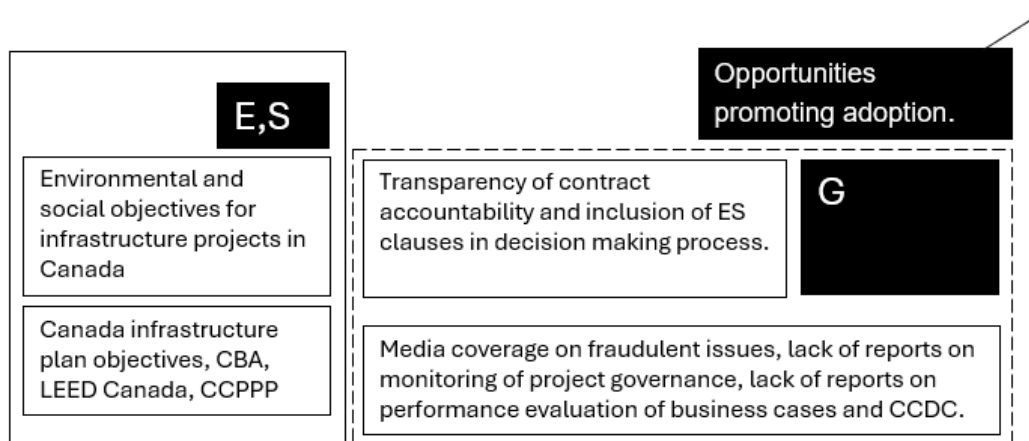 E,S
Environmental and
social objectives for
infrastructure projects in
Canada
Canada infrastructure
plan objectives, CBA,
LEED Canada, CCPPP
Opportunities
promoting adoption.
Transparency of contract
accountability and inclusion of ES
clauses in decision making process.
G
Media coverage on fraudulent issues, lack of reports on
monitoring of project governance, lack of reports on
performance evaluation of business cases and CCDC.